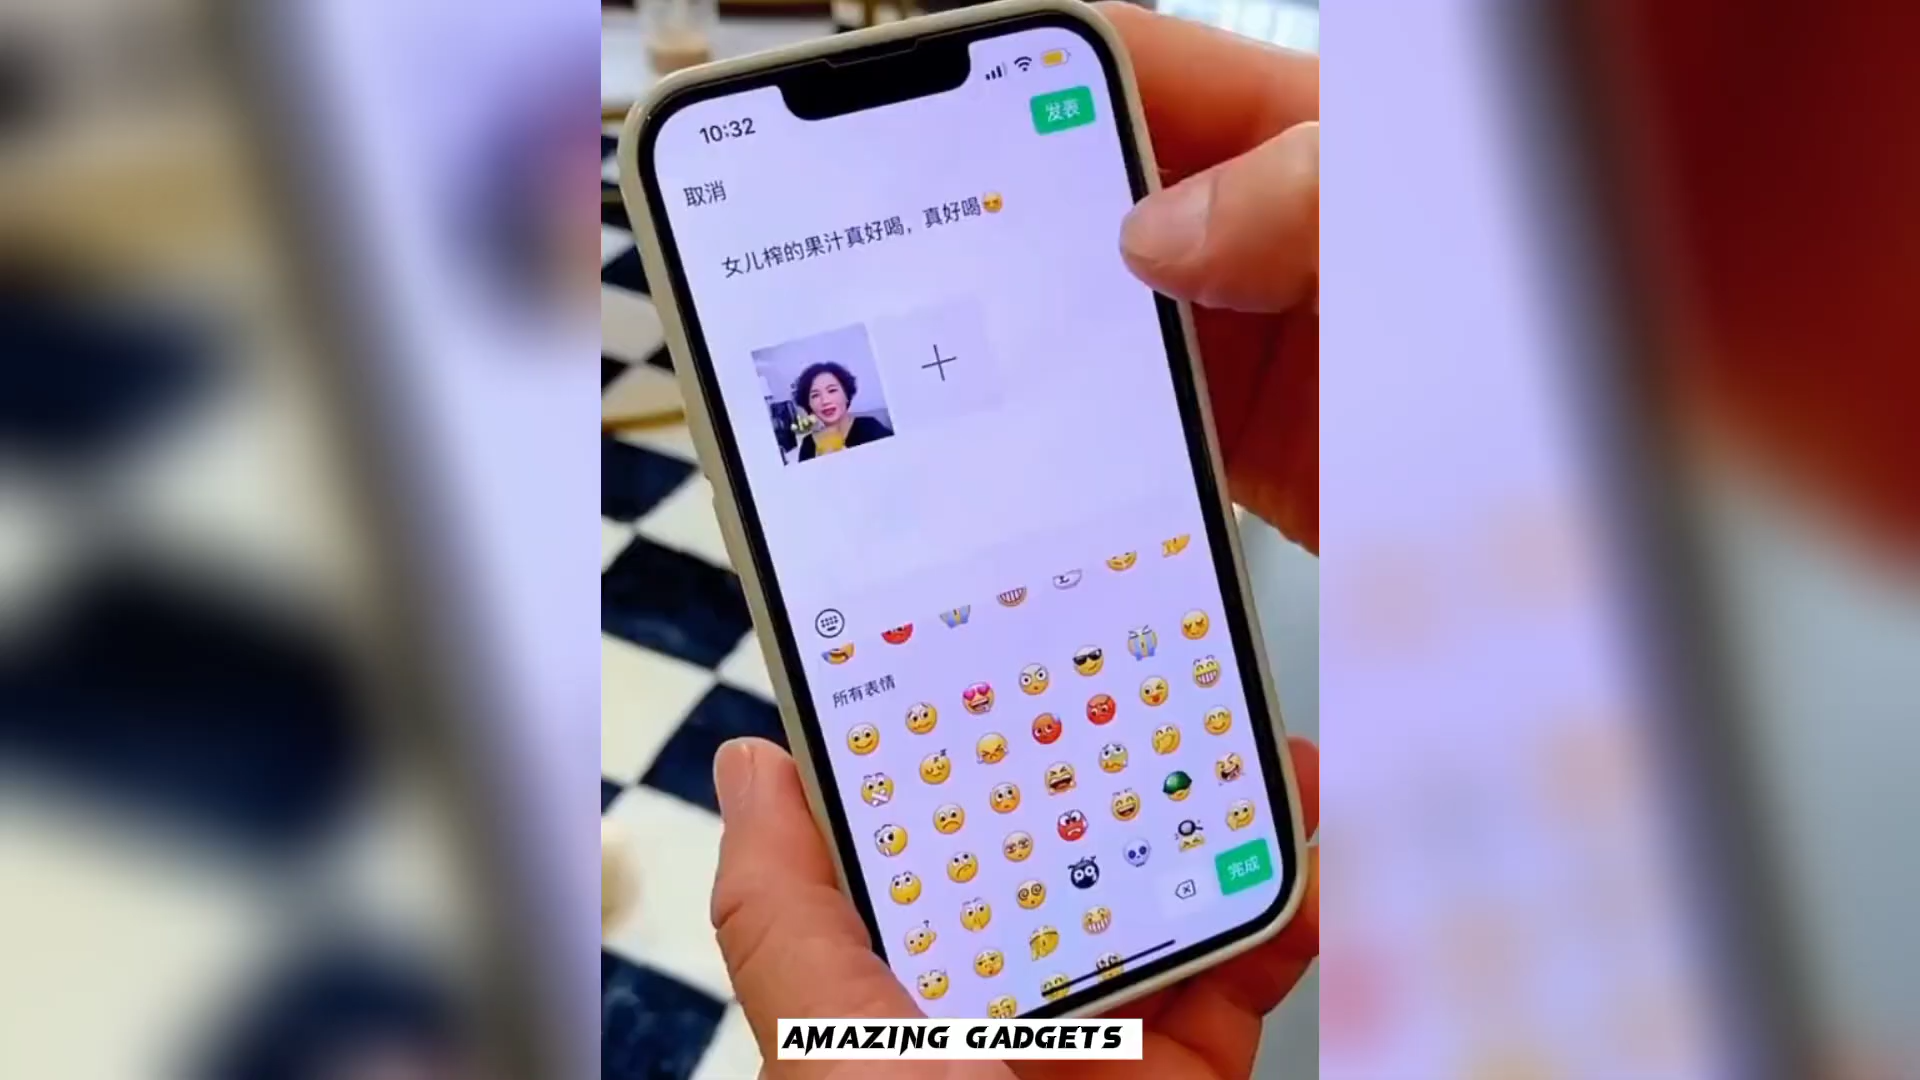 10:32
发表
取消
女儿榨的果汁真好喝，真好喝
所有表情
完成
AMAZING GADGETS